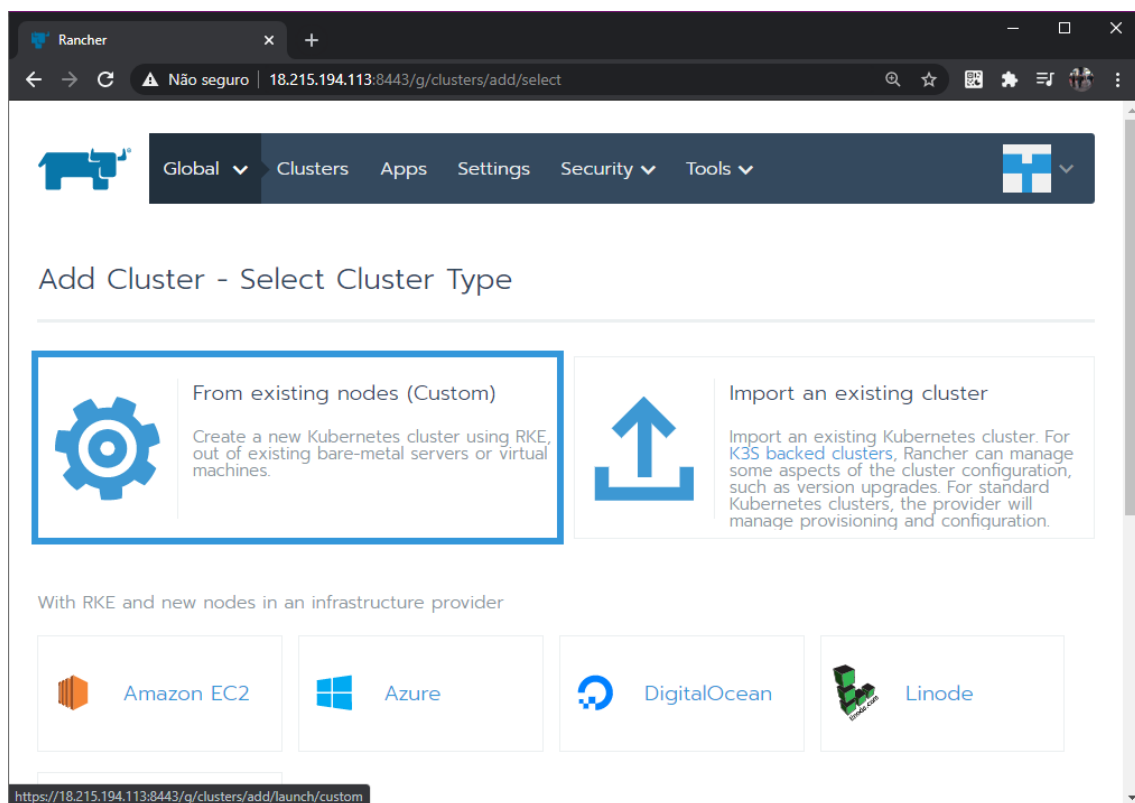 Rancher
Não seguro | 18.215.194.113:8443/g/clusters/add/select
Global Clusters Apps Settings Security Tools
Add Cluster - Select Cluster Type
From existing nodes (Custom)
Create a new Kubernetes cluster using RKE,
out of existing bare-metal servers or virtual
machines.
Import an existing cluster
Import an existing Kubernetes cluster. For
K3S backed clusters, Rancher can manage
some aspects of the cluster configuration,
such as version upgrades. For standard
Kubernetes clusters, the provider will
manage provisioning and configuration.
With RKE and new nodes in an infrastructure provider
Amazon EC2
Azure
DigitalOcean
linode.com
Linode
https://18.215.194.113:8443/g/clusters/add/launch/custom